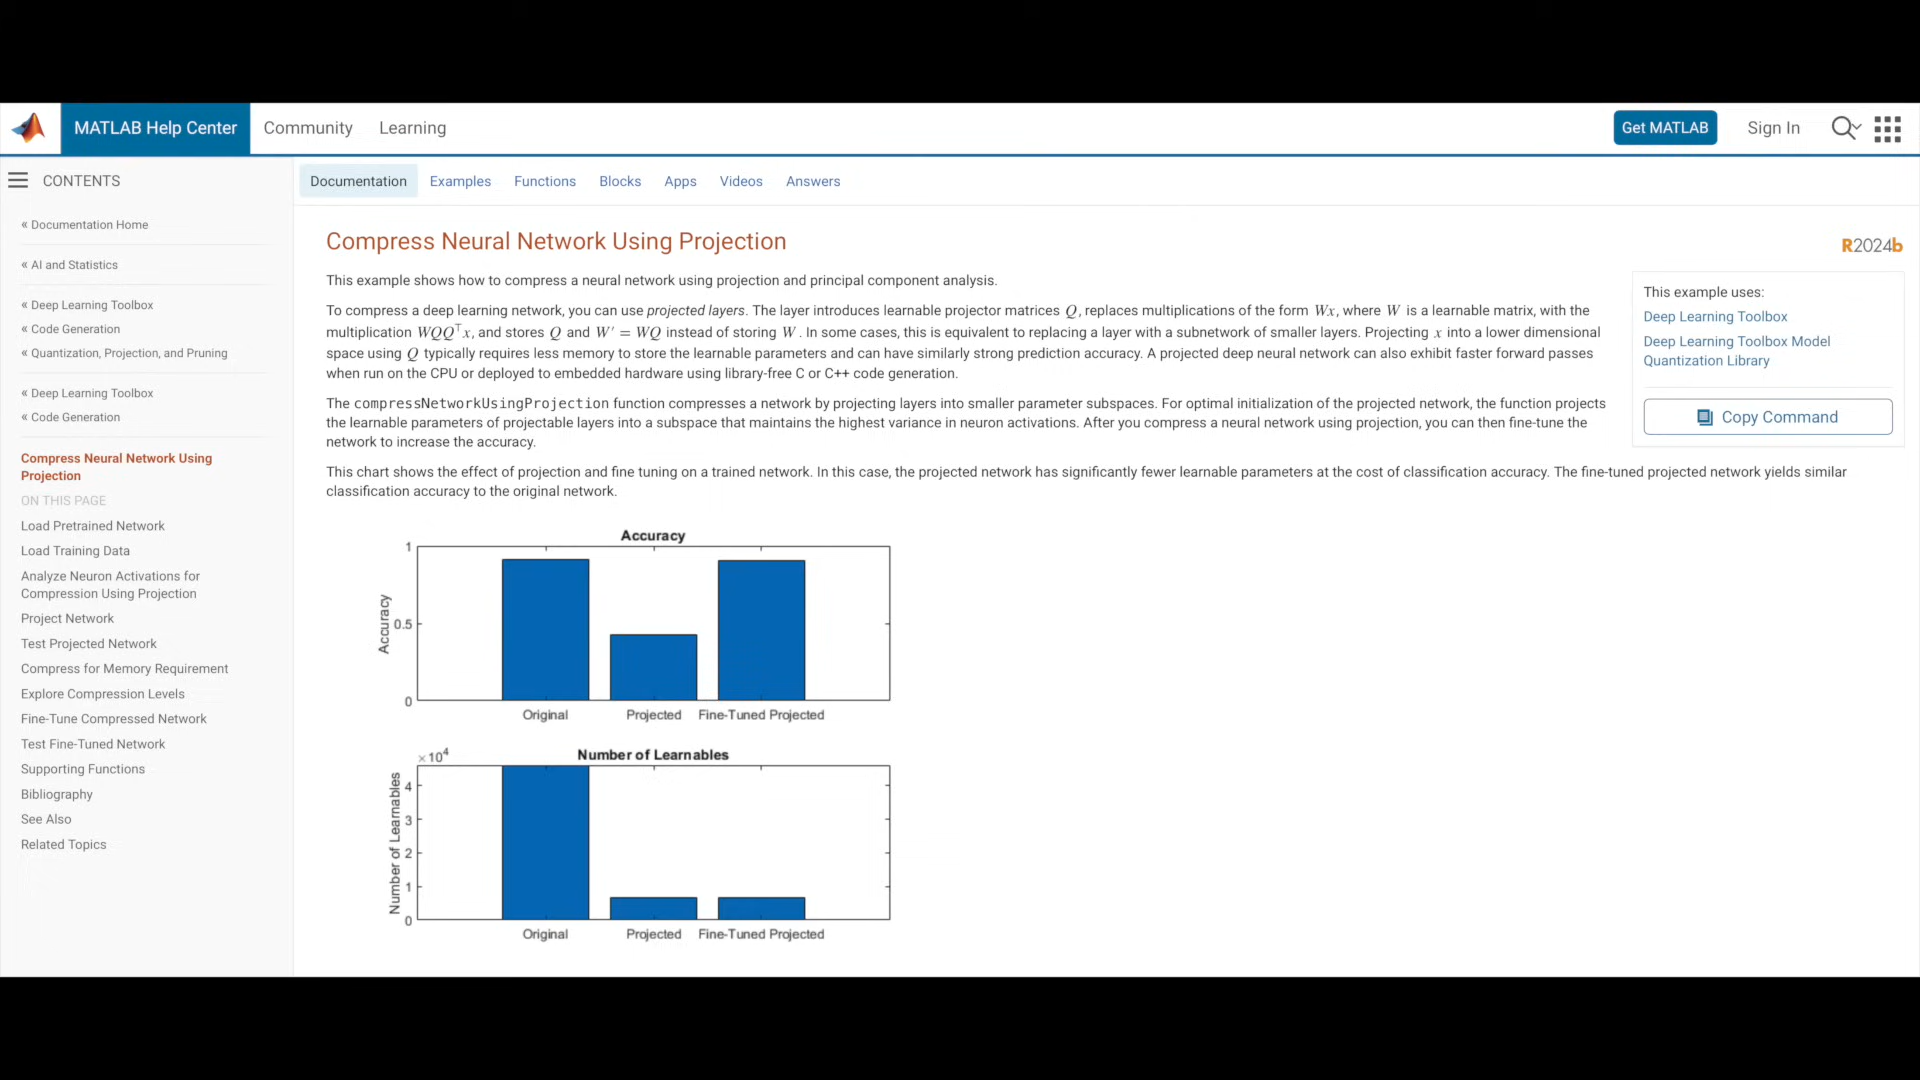 MATLAB Help Center
Community
Learning
Get MATLAB
Sign In
CONTENTS
« Documentation Home
« AI and Statistics
« Deep Learning Toolbox
« Code Generation
« Quantization, Projection, and Pruning
« Deep Learning Toolbox
« Code Generation
Compress Neural Network Using
Projection
ON THIS PAGE
Load Pretrained Network
Load Training Data
Analyze Neuron Activations for
Compression Using Projection
Project Network
Test Projected Network
Compress for Memory Requirement
Explore Compression Levels
Fine-Tune Compressed Network
Test Fine-Tuned Network
Supporting Functions
Bibliography
See Also
Related Topics
Documentation
Examples
Functions
Blocks
Apps
Videos
Answers
Compress Neural Network Using Projection
R2024b
This example shows how to compress a neural network using projection and principal component analysis.
To compress a deep learning network, you can use projected layers. The layer introduces learnable projector matrices Q, replaces multiplications of the form Wx, where W is a learnable matrix, with the
multiplication WQQ⊤x, and stores Q and W′ = WQ instead of storing W. In some cases, this is equivalent to replacing a layer with a subnetwork of smaller layers. Projecting x into a lower dimensional
space using Q typically requires less memory to store the learnable parameters and can have similarly strong prediction accuracy. A projected deep neural network can also exhibit faster forward passes
when run on the CPU or deployed to embedded hardware using library-free C or C++ code generation.
The compressNetworkUsingProjection function compresses a network by projecting layers into smaller parameter subspaces. For optimal initialization of the projected network, the function projects
the learnable parameters of projectable layers into a subspace that maintains the highest variance in neuron activations. After you compress a neural network using projection, you can then fine-tune the
network to increase the accuracy.
This chart shows the effect of projection and fine tuning on a trained network. In this case, the projected network has significantly fewer learnable parameters at the cost of classification accuracy. The fine-tuned projected network yields similar
classification accuracy to the original network.
This example uses:
Deep Learning Toolbox
Deep Learning Toolbox Model
Quantization Library
Copy Command
Accuracy
Accuracy
1
0.5
0
Original
Projected
Fine-Tuned Projected
Number of Learnables
×10⁴
Number of Learnables
4
3
2
1
0
Original
Projected
Fine-Tuned Projected